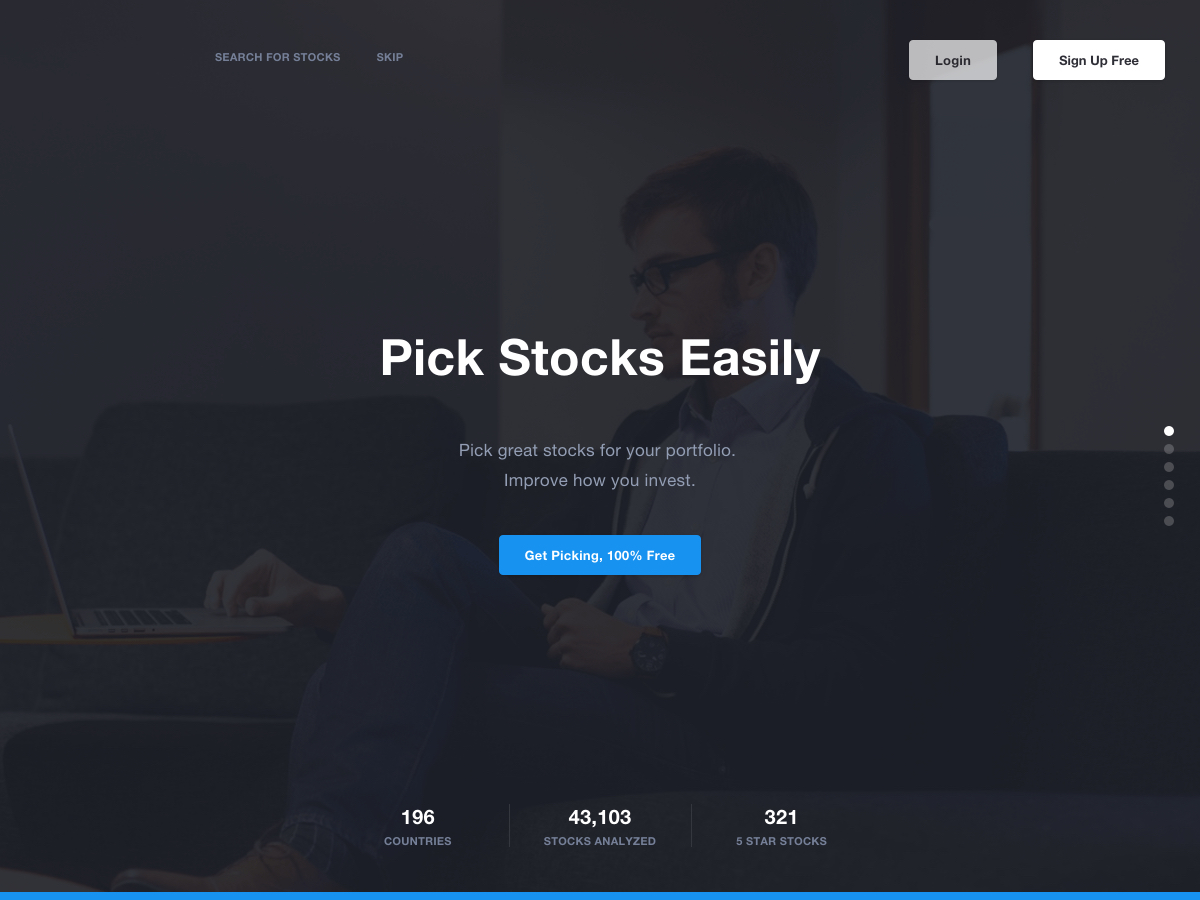 SEARCH FOR STOCKS
SKIP
Login
Sign Up Free
Pick Stocks Easily
Pick great stocks for your portfolio.
Improve how you invest.
Get Picking, 100% Free
196
COUNTRIES
43,103
STOCKS ANALYZED
321
5 STAR STOCKS